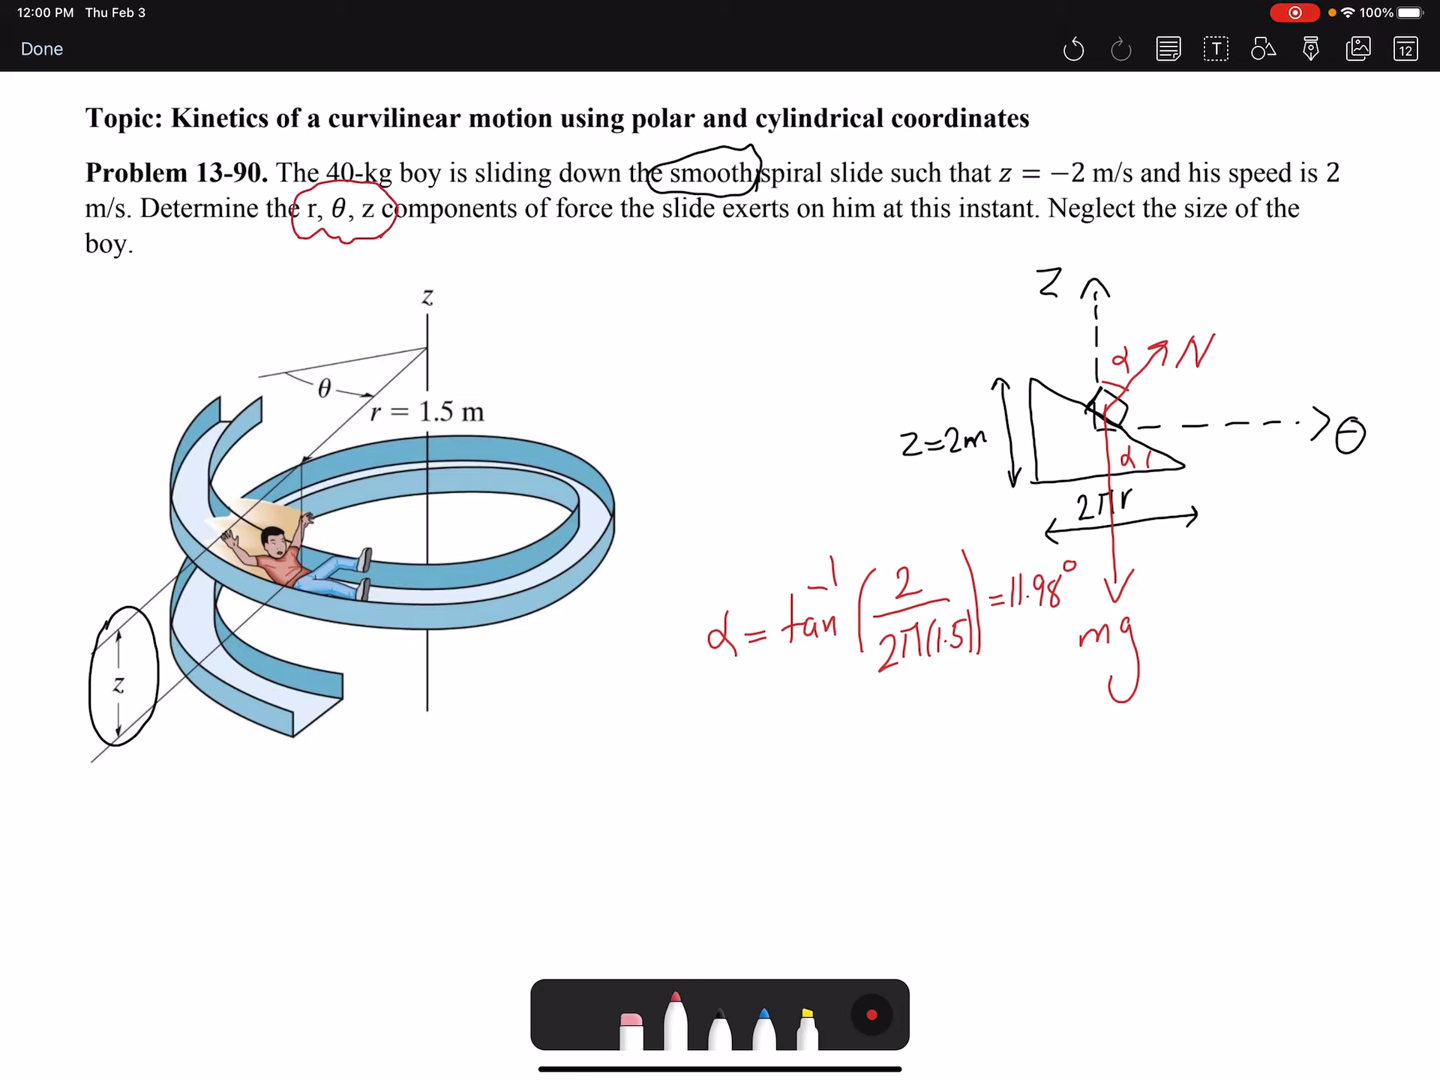 12:00 PM Thu Feb 3
100%
Done
T
12
Topic: Kinetics of a curvilinear motion using polar and cylindrical coordinates
Problem 13-90. The 40-kg boy is sliding down the smooth spiral slide such that z = −2 m/s and his speed is 2
m/s. Determine the r, θ, z components of force the slide exerts on him at this instant. Neglect the size of the
boy.
z
θ
r = 1.5 m
z
Z
α
N
θ
z=2m
α
2πr
α = tan⁻¹ (2/2π(1.5)) = 11.98°
mg